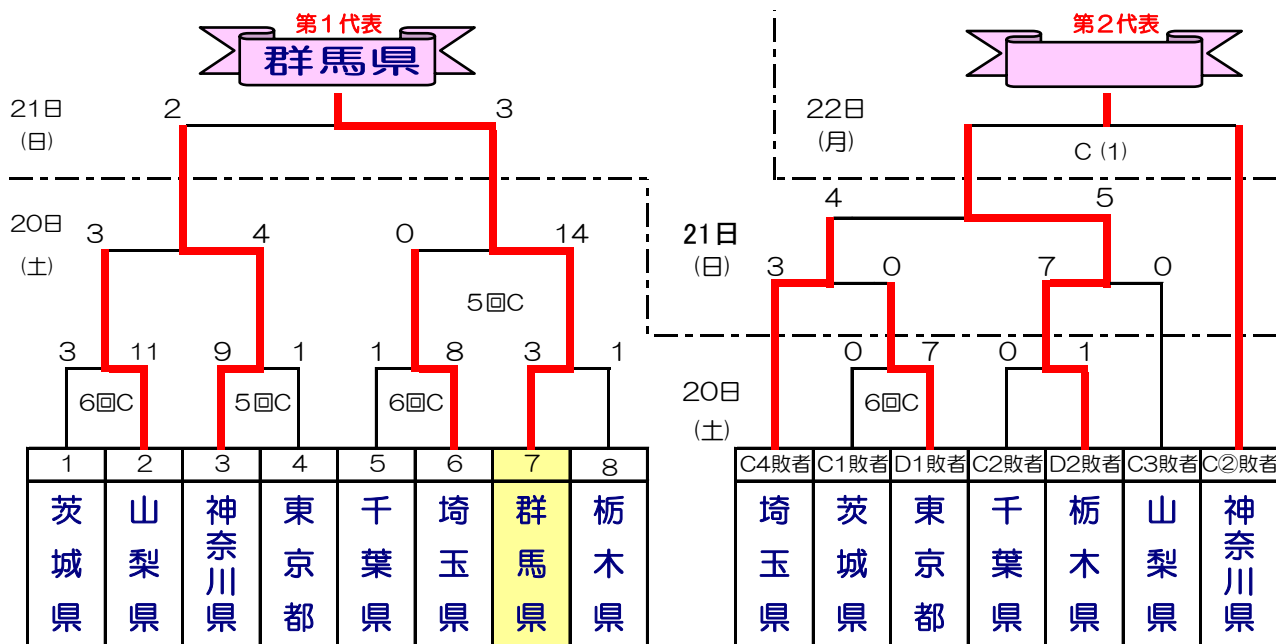 第1代表
群馬県
21日
(日)
2
3
20日
(土)
3
4
0
14
5回C
3
11
9
1
1
8
3
1
6回C
5回C
6回C
1
2
3
4
5
6
7
8
茨城県
山梨県
神奈川県
東京都
千葉県
埼玉県
群馬県
栃木県
第2代表
22日
(月)
C (1)
21日
(日)
4
5
3
0
7
0
20日
(土)
0
7
0
1
6回C
C4敗者
C1敗者
D1敗者
C2敗者
D2敗者
C3敗者
C②敗者
埼玉県
茨城県
東京都
千葉県
栃木県
山梨県
神奈川県